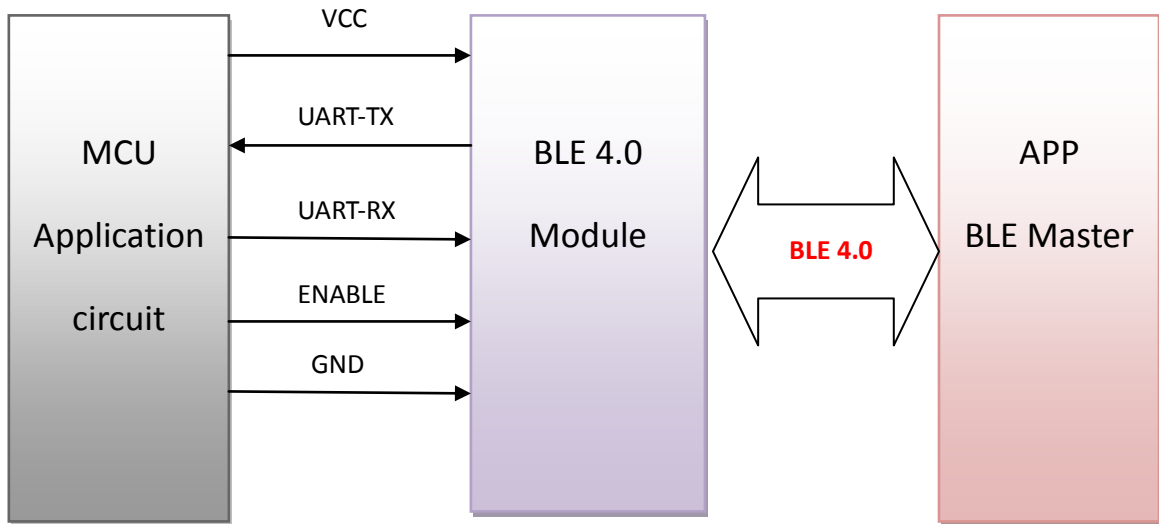 MCU
Application
circuit
VCC
UART-TX
UART-RX
ENABLE
GND
BLE 4.0
Module
BLE 4.0
APP
BLE Master